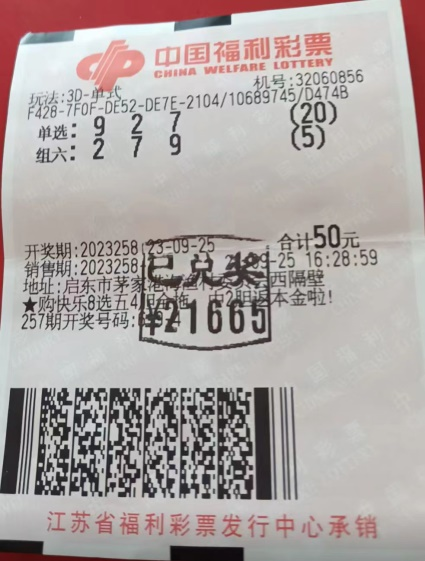 中国福利彩票
CHINA WELFARE LOTTERY
玩法:3D-单式 机号:32060856
F428-7F0F-DE52-DE7E-2104/10689745/D474B
单选: 9 2 7 (20)
组六: 2 7 9 (5)
开奖期:2023258 23-09-25 合计50元
销售期:2023258 -09-25 16:28:59
已兑奖
地址:启东市茅家港 西隔壁
★购快乐8选五 中2胆返本金啦!
¥21665
257期开奖号码:
江苏省福利彩票发行中心承销